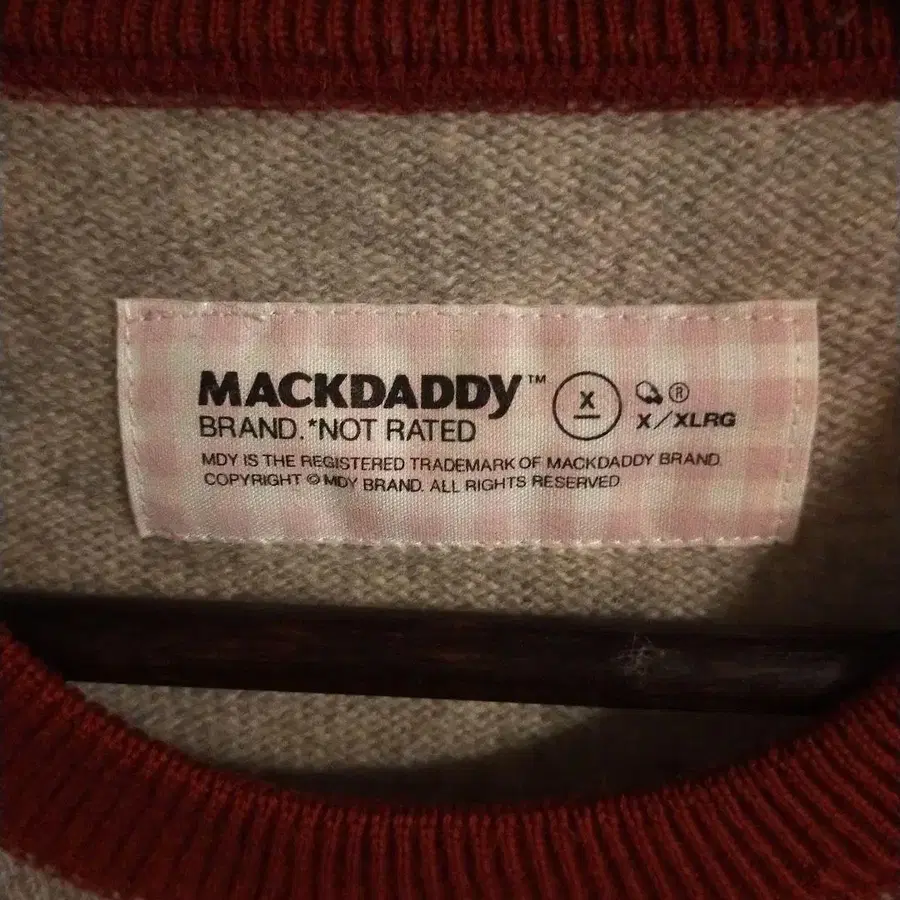 MACKDADDY™ X ®
BRAND.*NOT RATED X/XLRG
MDY IS THE REGISTERED TRADEMARK OF MACKDADDY BRAND.
COPYRIGHT © MDY BRAND. ALL RIGHTS RESERVED